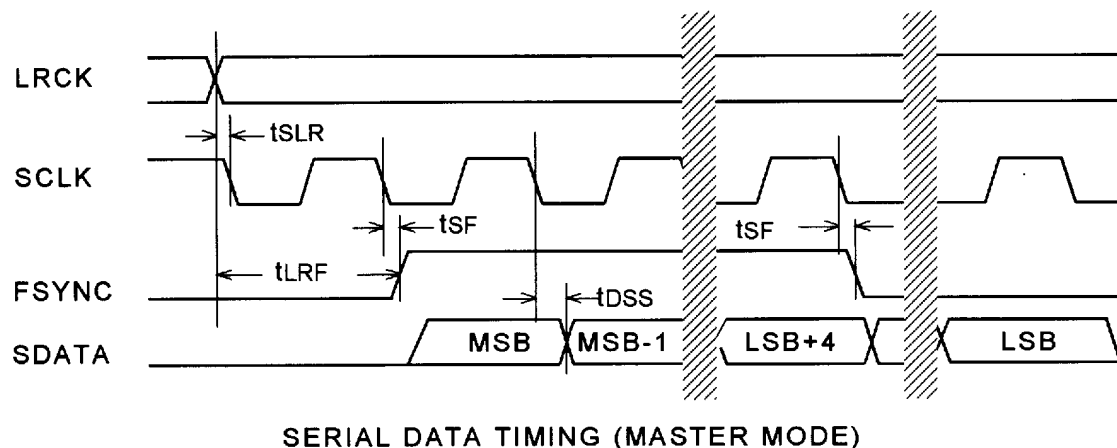 LRCK
tSLR
SCLK
tSF
tSF
tLRF
FSYNC
tDSS
SDATA
MSB
MSB-1
LSB+4
LSB
SERIAL DATA TIMING (MASTER MODE)